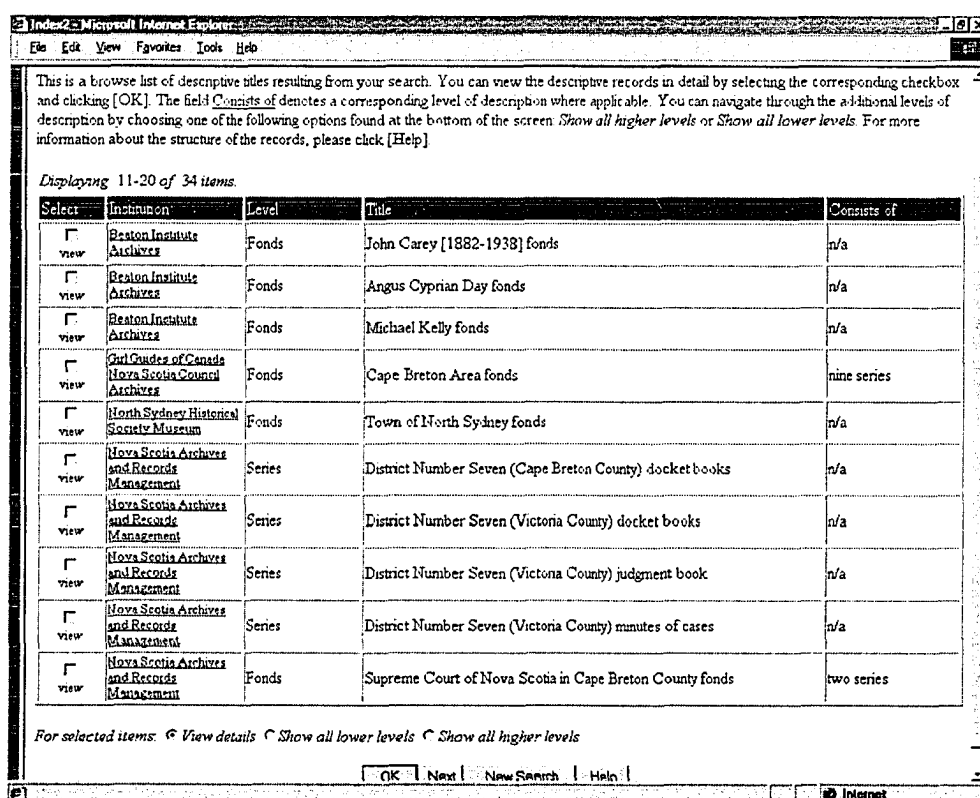 Index2 - Microsoft Internet Explorer
File Edit View Favorites Tools Help
This is a browse list of descriptive titles resulting from your search. You can view the descriptive records in detail by selecting the corresponding checkbox
and clicking [OK]. The field Consists of denotes a corresponding level of description where applicable. You can navigate through the additional levels of
description by choosing one of the following options found at the bottom of the screen: Show all higher levels or Show all lower levels. For more
information about the structure of the records, please click [Help]
Displaying 11-20 of 34 items.
Select Institution Level Title Consists of
view Beaton Institute Archives Fonds John Carey [1882-1938] fonds n/a
view Beaton Institute Archives Fonds Angus Cyprian Day fonds n/a
view Beaton Institute Archives Fonds Michael Kelly fonds n/a
view Girl Guides of Canada Nova Scotia Council Archives Fonds Cape Breton Area fonds nine series
view North Sydney Historical Society Museum Fonds Town of North Sydney fonds n/a
view Nova Scotia Archives and Records Management Series District Number Seven (Cape Breton County) docket books n/a
view Nova Scotia Archives and Records Management Series District Number Seven (Victoria County) docket books n/a
view Nova Scotia Archives and Records Management Series District Number Seven (Victoria County) judgment book n/a
view Nova Scotia Archives and Records Management Series District Number Seven (Victoria County) minutes of cases n/a
view Nova Scotia Archives and Records Management Fonds Supreme Court of Nova Scotia in Cape Breton County fonds two series
For selected items: View details Show all lower levels Show all higher levels
OK Next New Search Help
Internet